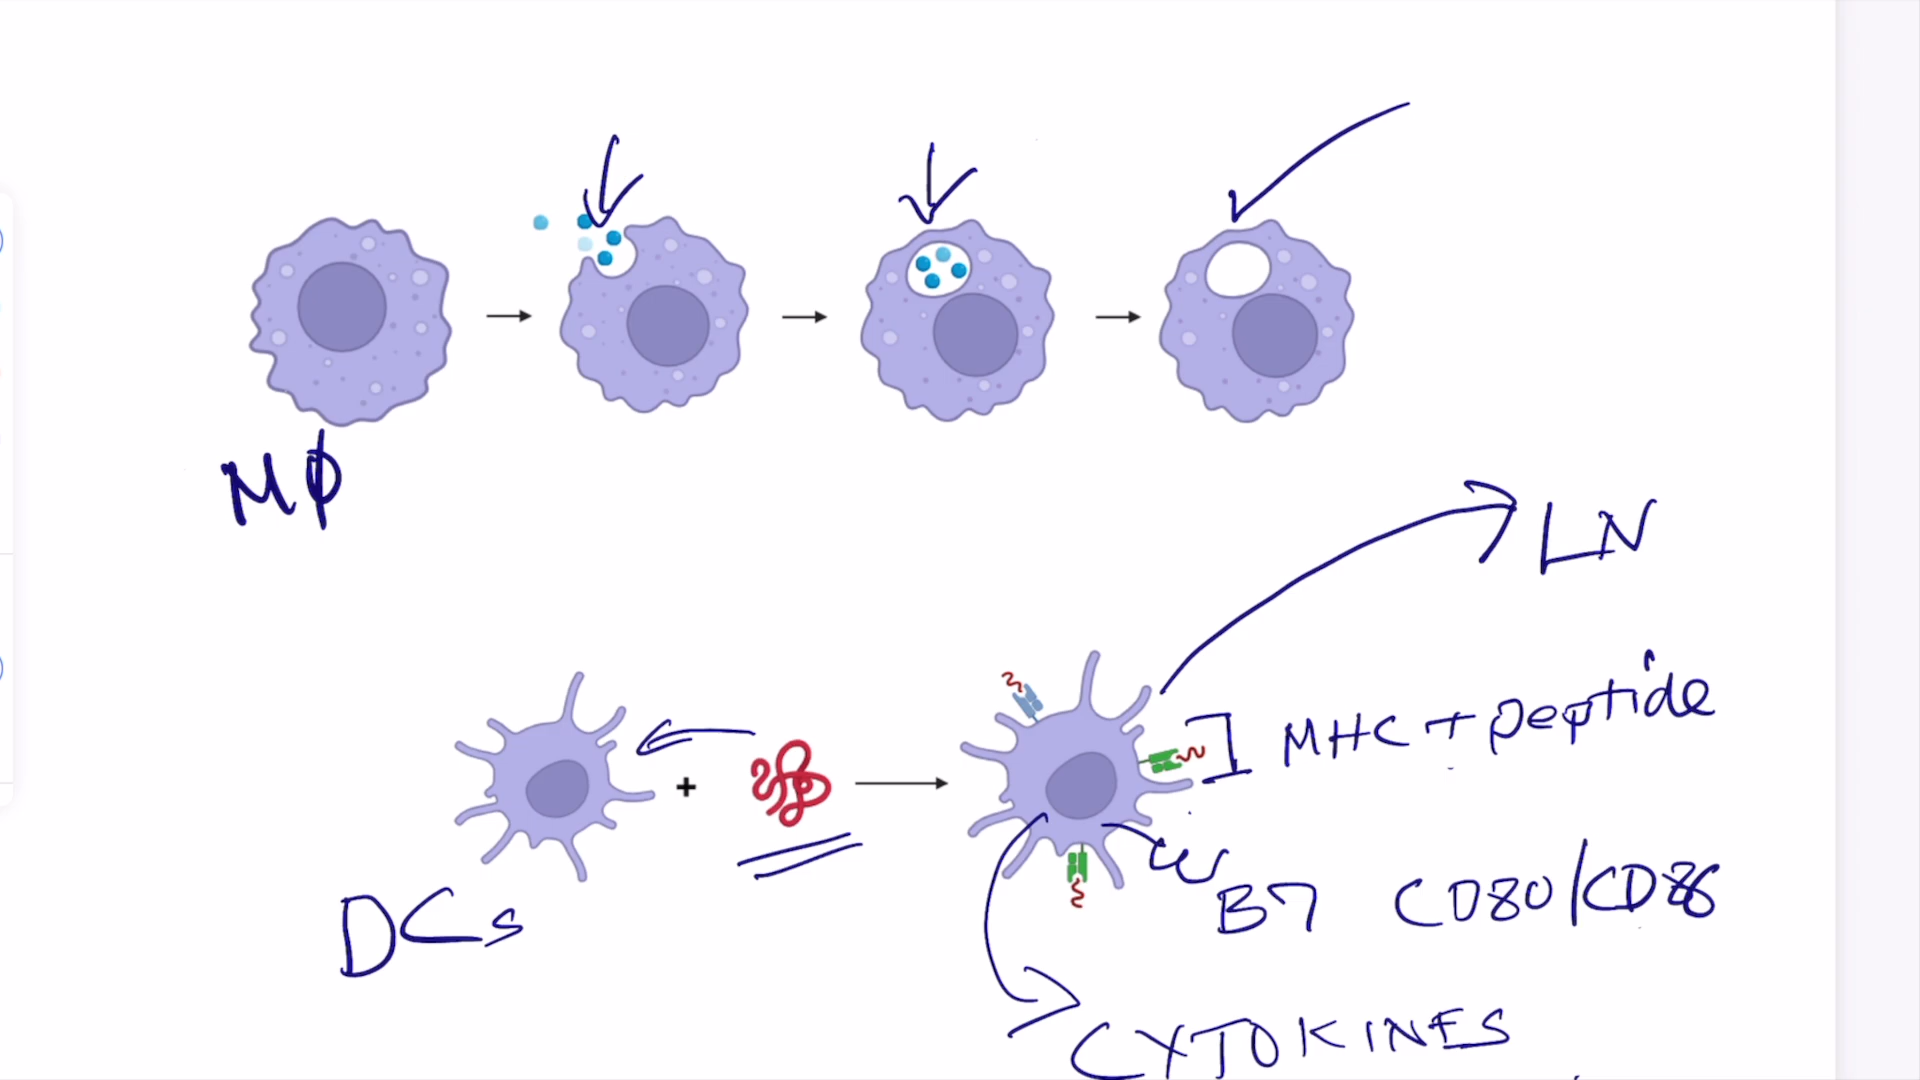 Mϕ
LN
MHC + peptide
+
DCs
B7 CD80/CD86
CYTOKINES